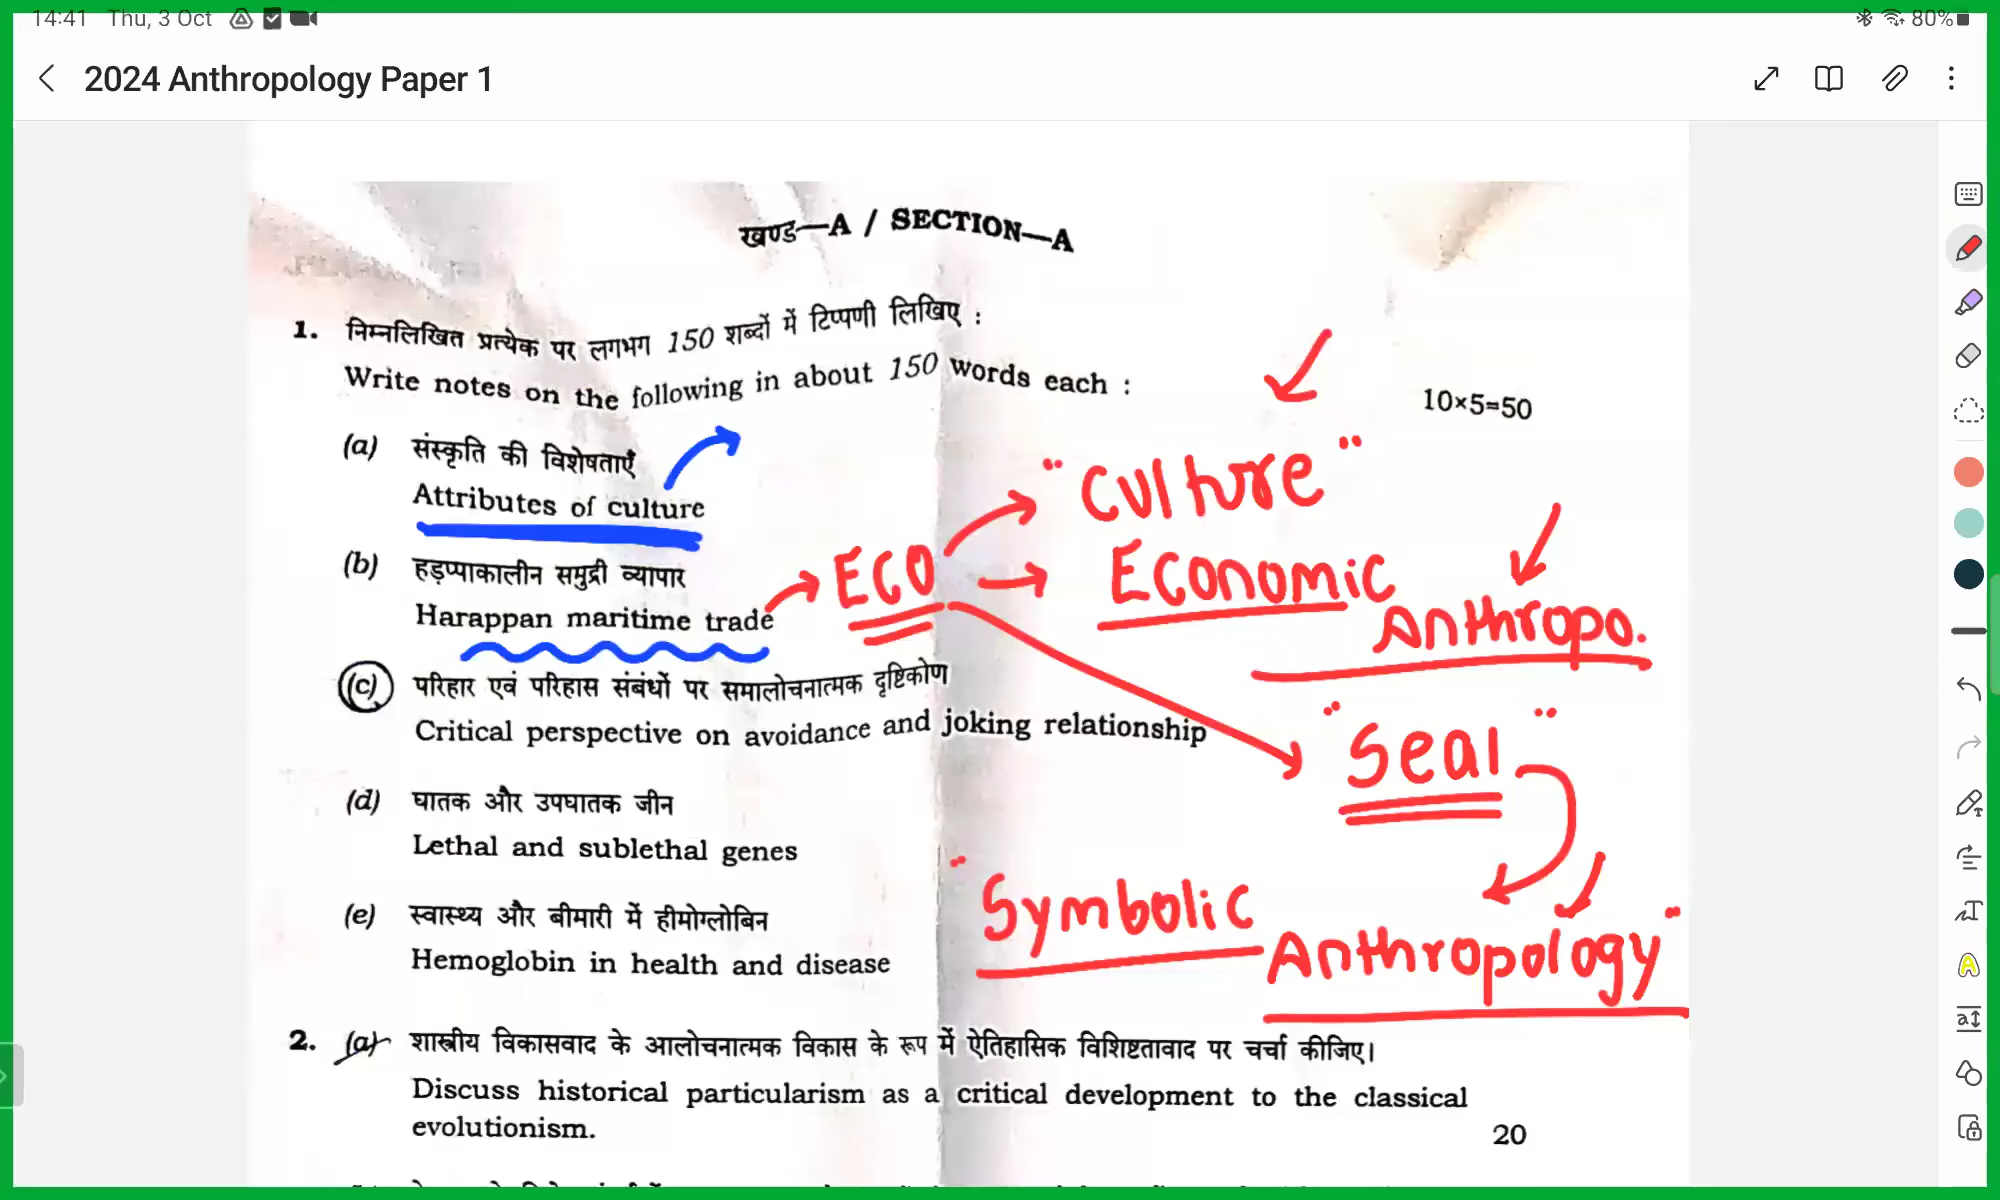 14:41 Thu, 3 Oct
80%
2024 Anthropology Paper 1
खण्ड—A / SECTION—A
1. निम्नलिखित प्रत्येक पर लगभग 150 शब्दों में टिप्पणी लिखिए :
Write notes on the following in about 150 words each :
10×5=50
(a) संस्कृति की विशेषताएँ
Attributes of culture
"Culture"
(b) हड़प्पाकालीन समुद्री व्यापार
Harappan maritime trade
ECO
Economic
Anthropo.
(c) परिहार एवं परिहास संबंधों पर समालोचनात्मक दृष्टिकोण
Critical perspective on avoidance and joking relationship
"Seal"
(d) घातक और उपघातक जीन
Lethal and sublethal genes
"Symbolic
Anthropology"
(e) स्वास्थ्य और बीमारी में हीमोग्लोबिन
Hemoglobin in health and disease
2. (a) शास्त्रीय विकासवाद के आलोचनात्मक विकास के रूप में ऐतिहासिक विशिष्टतावाद पर चर्चा कीजिए।
Discuss historical particularism as a critical development to the classical
evolutionism.
20